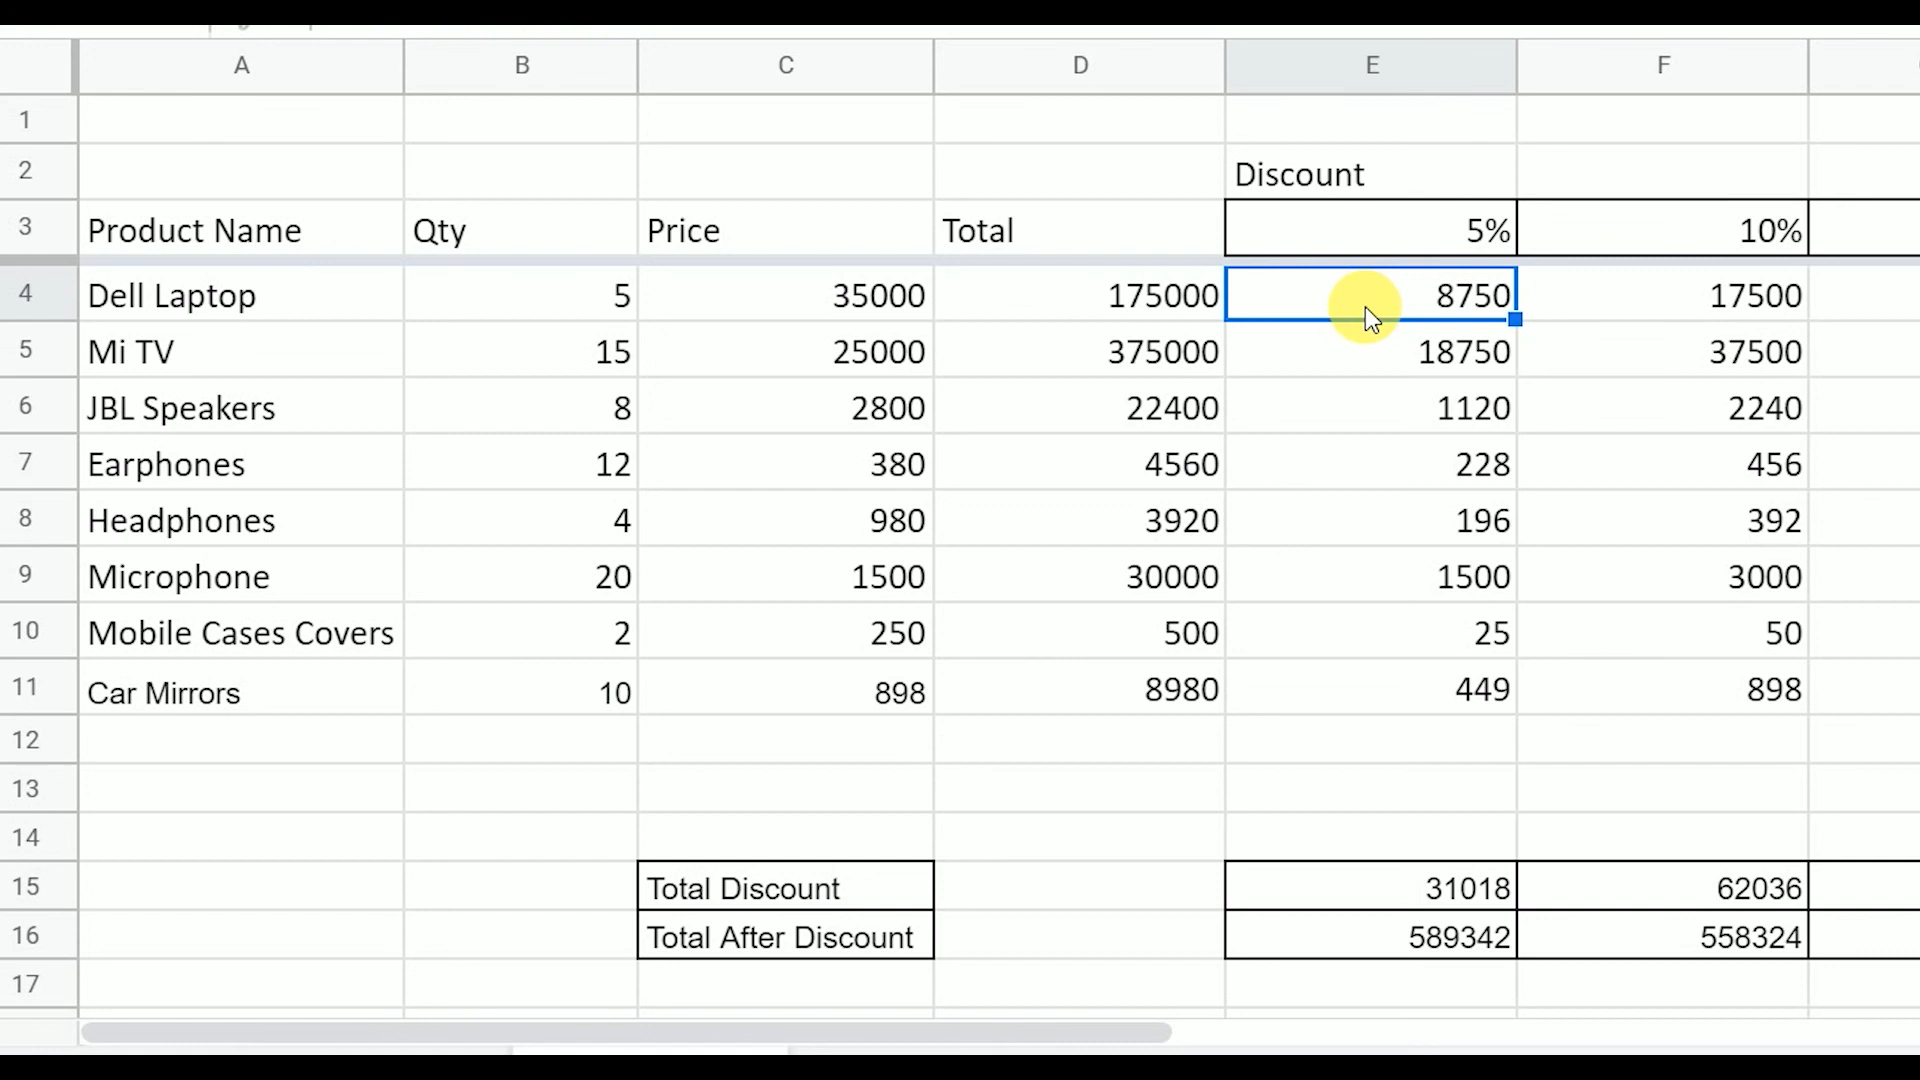 A B C D E F
1
2 Discount
3 Product Name Qty Price Total 5% 10%
4 Dell Laptop 5 35000 175000 8750 17500
5 Mi TV 15 25000 375000 18750 37500
6 JBL Speakers 8 2800 22400 1120 2240
7 Earphones 12 380 4560 228 456
8 Headphones 4 980 3920 196 392
9 Microphone 20 1500 30000 1500 3000
10 Mobile Cases Covers 2 250 500 25 50
11 Car Mirrors 10 898 8980 449 898
12
13
14
15 Total Discount 31018 62036
16 Total After Discount 589342 558324
17